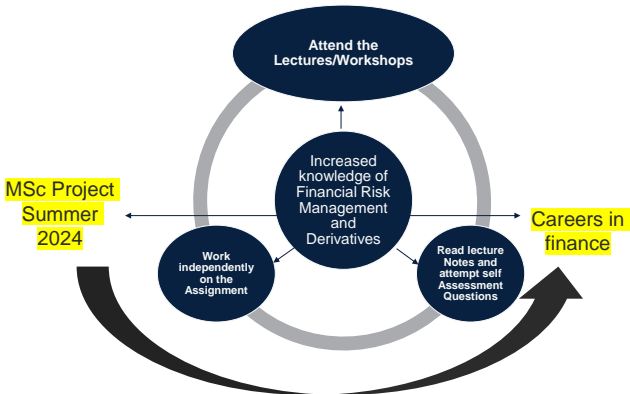 Attend the
Lectures/Workshops
Increased
knowledge of
Financial Risk
Management
and
Derivatives
MSc Project
Summer
2024
Careers in
finance
Work
independently
on the
Assignment
Read lecture
Notes and
attempt self
Assessment
Questions